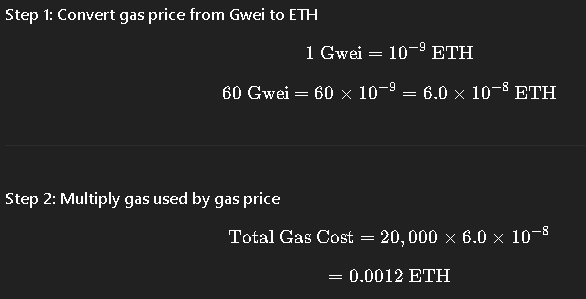 Step 1: Convert gas price from Gwei to ETH
1 Gwei = 10⁻⁹ ETH
60 Gwei = 60 × 10⁻⁹ = 6.0 × 10⁻⁸ ETH
Step 2: Multiply gas used by gas price
Total Gas Cost = 20,000 × 6.0 × 10⁻⁸
= 0.0012 ETH